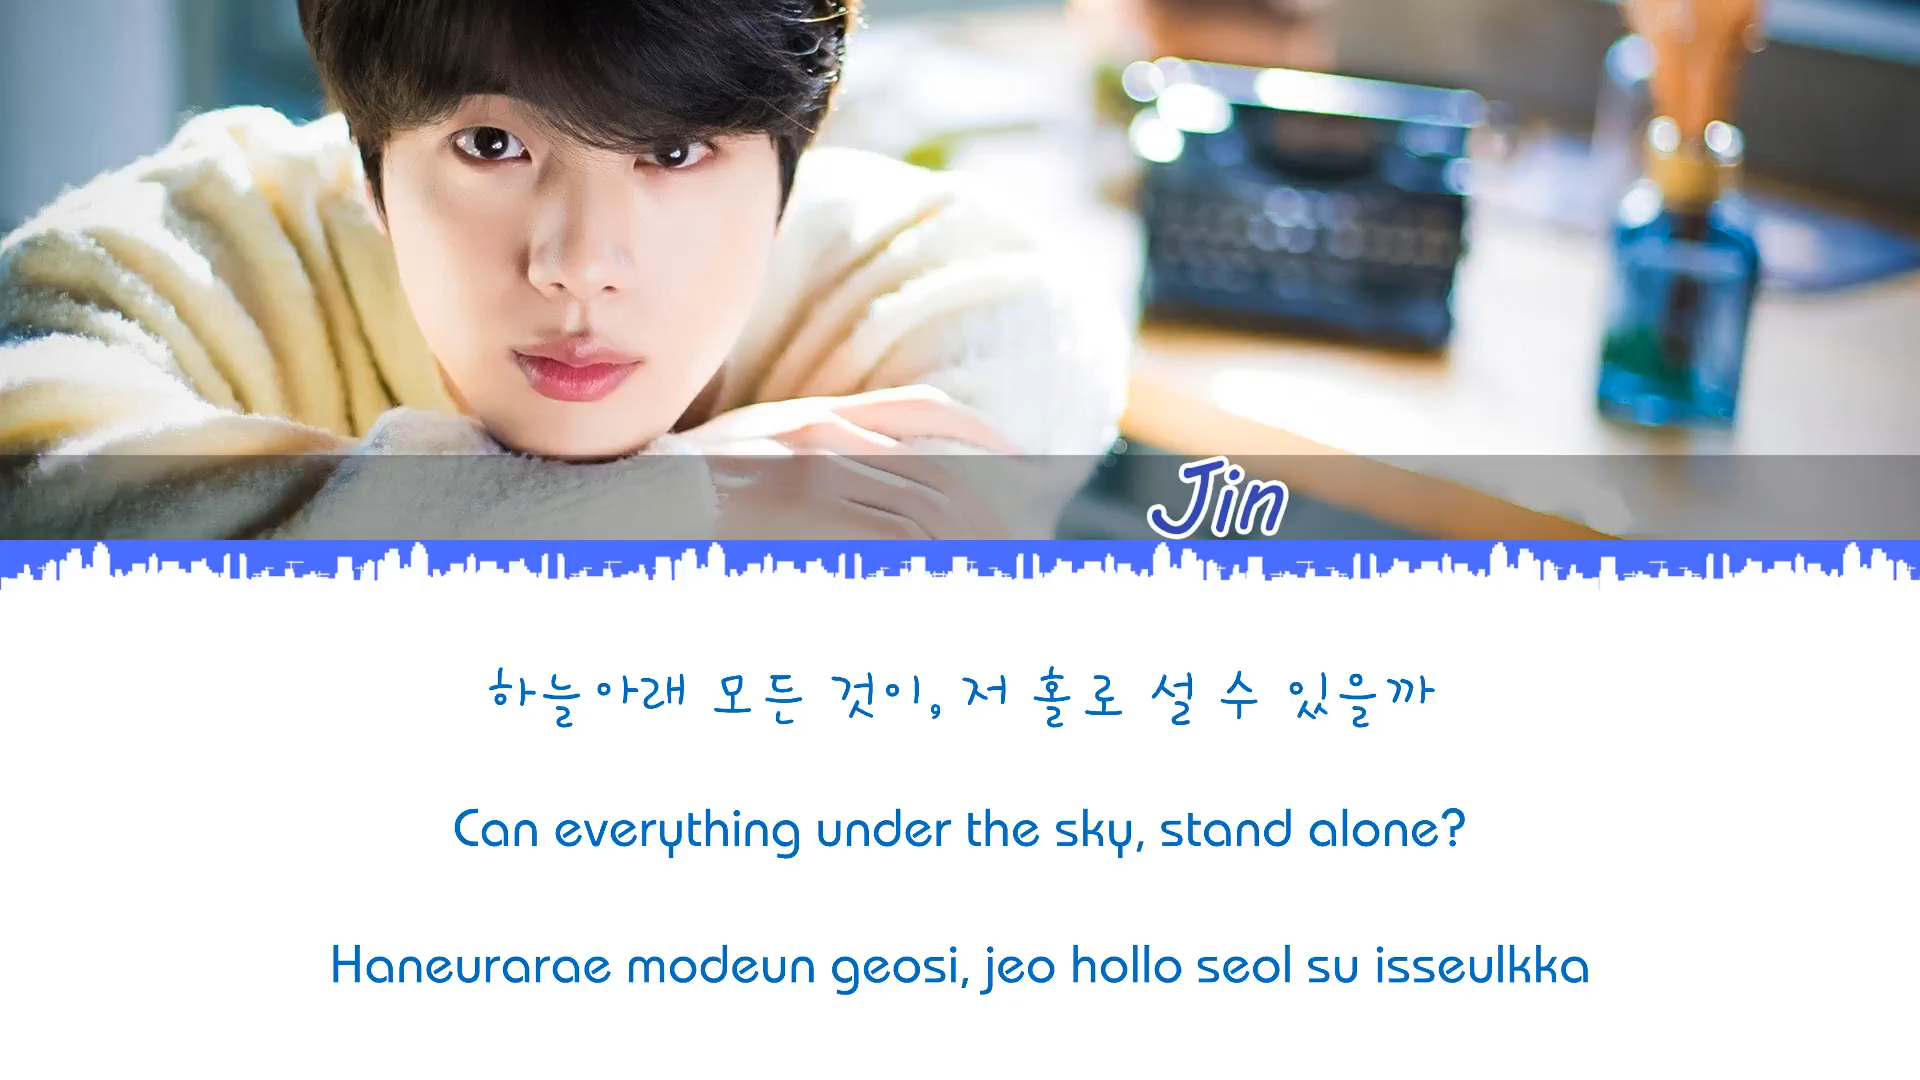 Jin
하늘아래 모든 것이, 저 홀로 설 수 있을까
Can everything under the sky, stand alone?
Haneurarae modeun geosi, jeo hollo seol su isseulkka